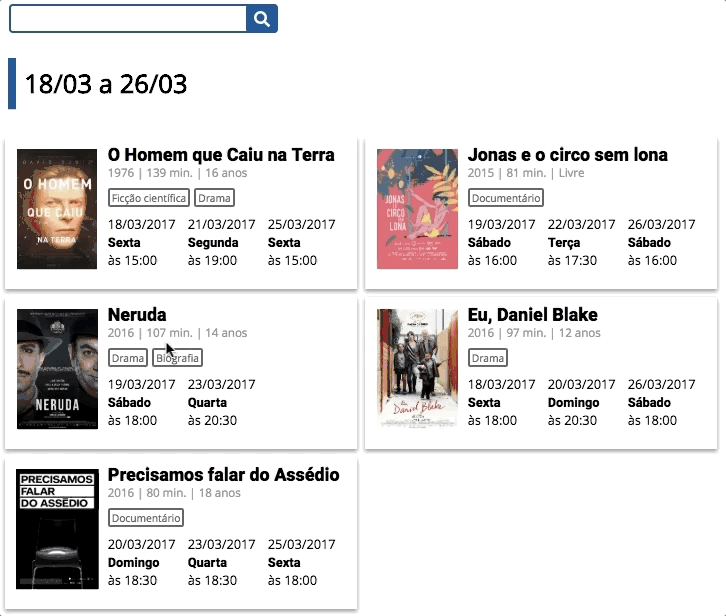 18/03 a 26/03
DAVID BOWIE
O HOMEM
QUE CAIU
NA TERRA
O Homem que Caiu na Terra
1976 | 139 min. | 16 anos
Ficção científica Drama
18/03/2017 21/03/2017 25/03/2017
Sexta Segunda Sexta
às 15:00 às 19:00 às 15:00
JONAS
E O CIRCO
SEM LONA
Jonas e o circo sem lona
2015 | 81 min. | Livre
Documentário
19/03/2017 22/03/2017 26/03/2017
Sábado Terça Sábado
às 16:00 às 17:30 às 16:00
NERUDA
Neruda
2016 | 107 min. | 14 anos
Drama Biografia
19/03/2017 23/03/2017
Sábado Quarta
às 18:00 às 20:30
Eu,
Daniel Blake
Eu, Daniel Blake
2016 | 97 min. | 12 anos
Drama
18/03/2017 20/03/2017 26/03/2017
Sexta Domingo Sábado
às 18:00 às 20:30 às 18:00
PRECISAMOS
FALAR
DO ASSÉDIO
Precisamos falar do Assédio
2016 | 80 min. | 18 anos
Documentário
20/03/2017 23/03/2017 25/03/2017
Domingo Quarta Sexta
às 18:30 às 18:30 às 18:00